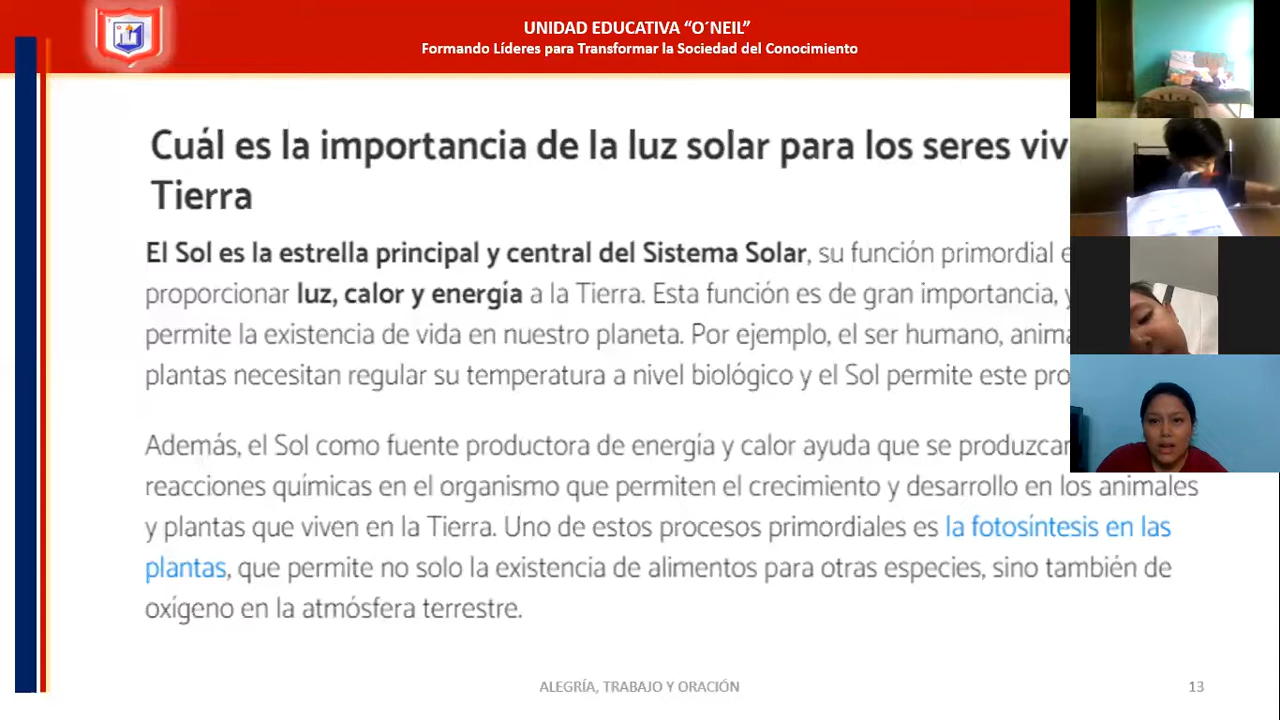 UNIDAD EDUCATIVA “O´NEIL”
Formando Líderes para Transformar la Sociedad del Conocimiento
Cuál es la importancia de la luz solar para los seres viv
Tierra
El Sol es la estrella principal y central del Sistema Solar, su función primordial e
proporcionar luz, calor y energía a la Tierra. Esta función es de gran importancia, y
permite la existencia de vida en nuestro planeta. Por ejemplo, el ser humano, anima
plantas necesitan regular su temperatura a nivel biológico y el Sol permite este pro
Además, el Sol como fuente productora de energía y calor ayuda que se produzcan
reacciones químicas en el organismo que permiten el crecimiento y desarrollo en los animales
y plantas que viven en la Tierra. Uno de estos procesos primordiales es la fotosíntesis en las
plantas, que permite no solo la existencia de alimentos para otras especies, sino también de
oxígeno en la atmósfera terrestre.
ALEGRÍA, TRABAJO Y ORACIÓN
13